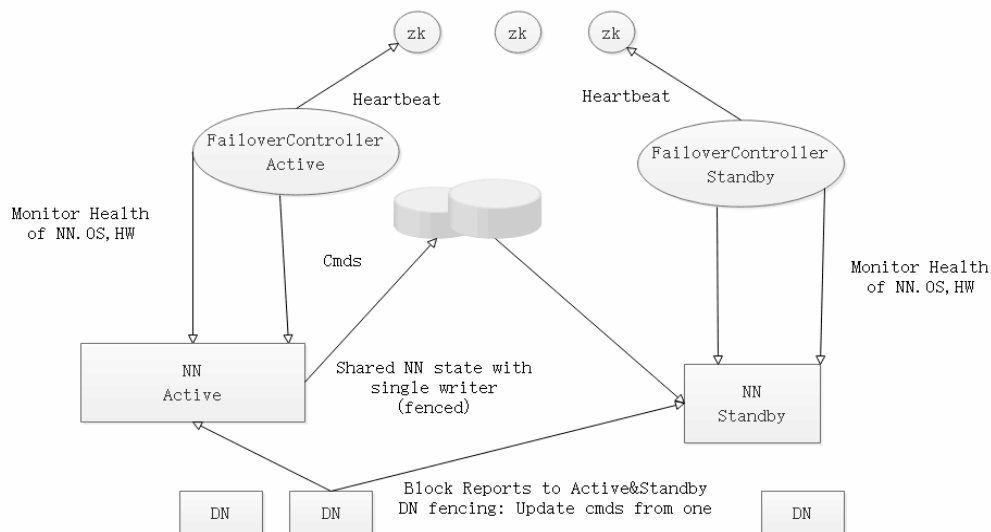 zk
zk
zk
Heartbeat
Heartbeat
FailoverController
Active
FailoverController
Standby
Monitor Health
of NN.OS,HW
Cmds
Monitor Health
of NN.OS,HW
NN
Active
Shared NN state with
single writer
(fenced)
NN
Standby
Block Reports to Active&Standby
DN fencing: Update cmds from one
DN
DN
DN